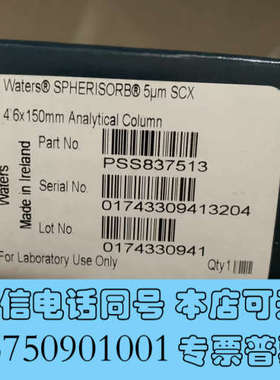 Waters® SPHERISORB® 5µm SCX
4.6x150mm Analytical Column
Part No.
PSS837513
Serial No.
01743309413204
Lot No.
0174330941
Waters
Made in Ireland
For Laboratory Use Only
Qty 1
信电话同号 本店可
750901001 专票普票